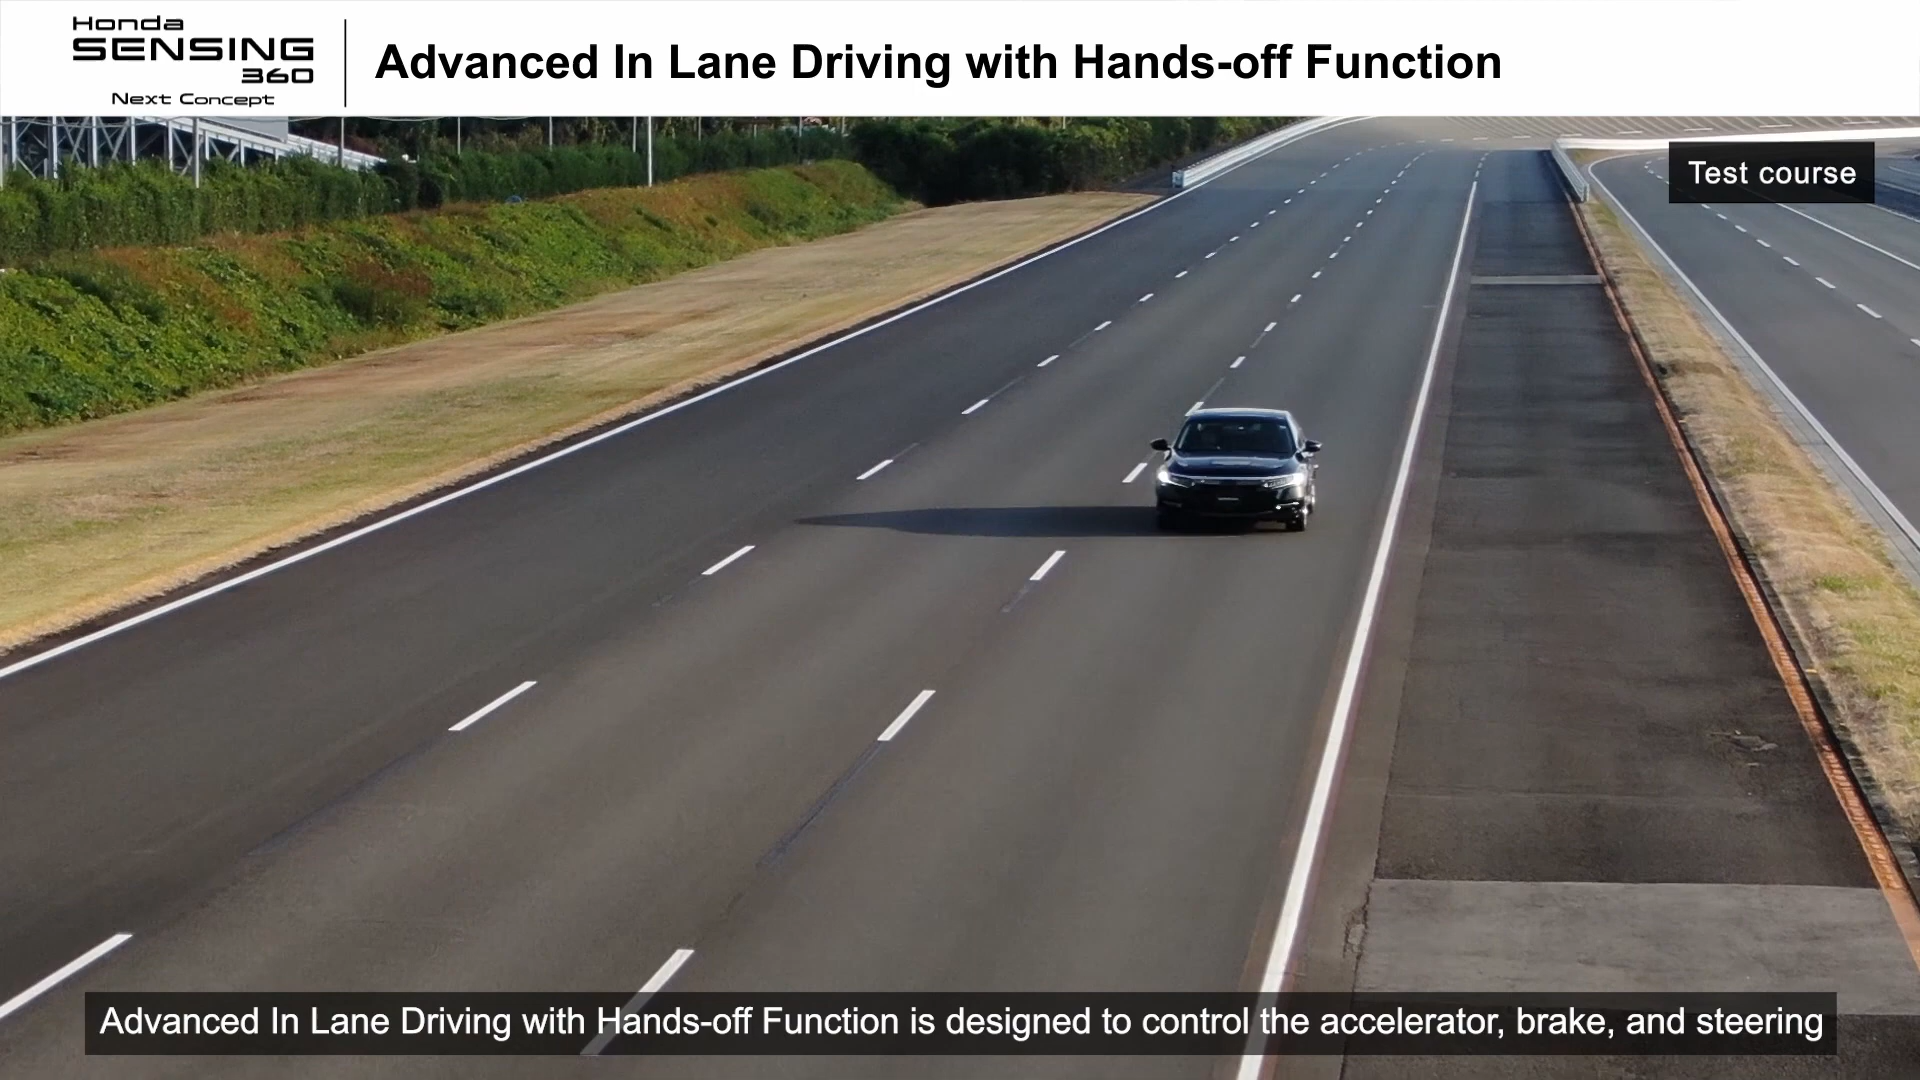 Honda
SENSING
360
Next Concept
Advanced In Lane Driving with Hands-off Function
Test course
Advanced In Lane Driving with Hands-off Function is designed to control the accelerator, brake, and steering